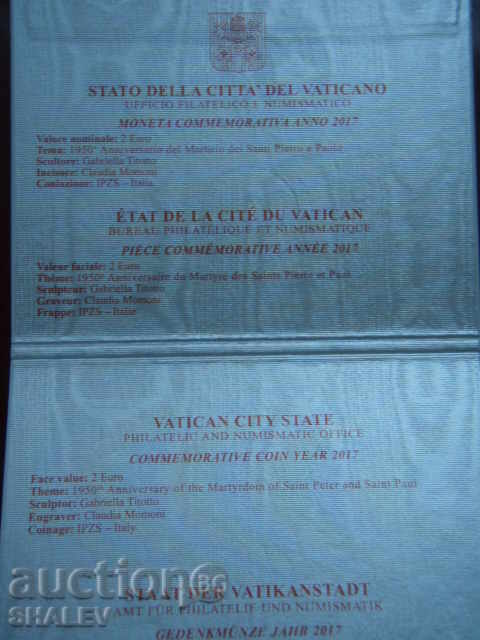 STATO DELLA CITTA' DEL VATICANO
UFFICIO FILATELICO E NUMISMATICO
MONETA COMMEMORATIVA ANNO 2017
Valore nominale: 2 Euro
Tema: 1950° Anniversario del Martirio dei Santi Pietro e Paolo
Scultore: Gabriella Titotto
Incisore: Claudia Momoni
Coniazione: IPZS – Italia
ÉTAT DE LA CITÉ DU VATICAN
BUREAU PHILATÉLIQUE ET NUMISMATIQUE
PIÈCE COMMÉMORATIVE ANNÉE 2017
Valeur faciale: 2 Euro
Thème: 1950e Anniversaire du Martyre des Saints Pierre et Paul
Sculpteur: Gabriella Titotto
Graveur: Claudia Momoni
Frappe: IPZS – Italie
VATICAN CITY STATE
PHILATELIC AND NUMISMATIC OFFICE
COMMEMORATIVE COIN YEAR 2017
Face value: 2 Euro
Theme: 1950th Anniversary of the Martyrdom of Saint Peter and Saint Paul
Sculptor: Gabriella Titotto
Engraver: Claudia Momoni
Coinage: IPZS – Italy
STAAT DER VATIKANSTADT
AMT FÜR PHILATELIE UND NUMISMATIK
GEDENKMÜNZE JAHR 2017
auction.bg
SHALEV